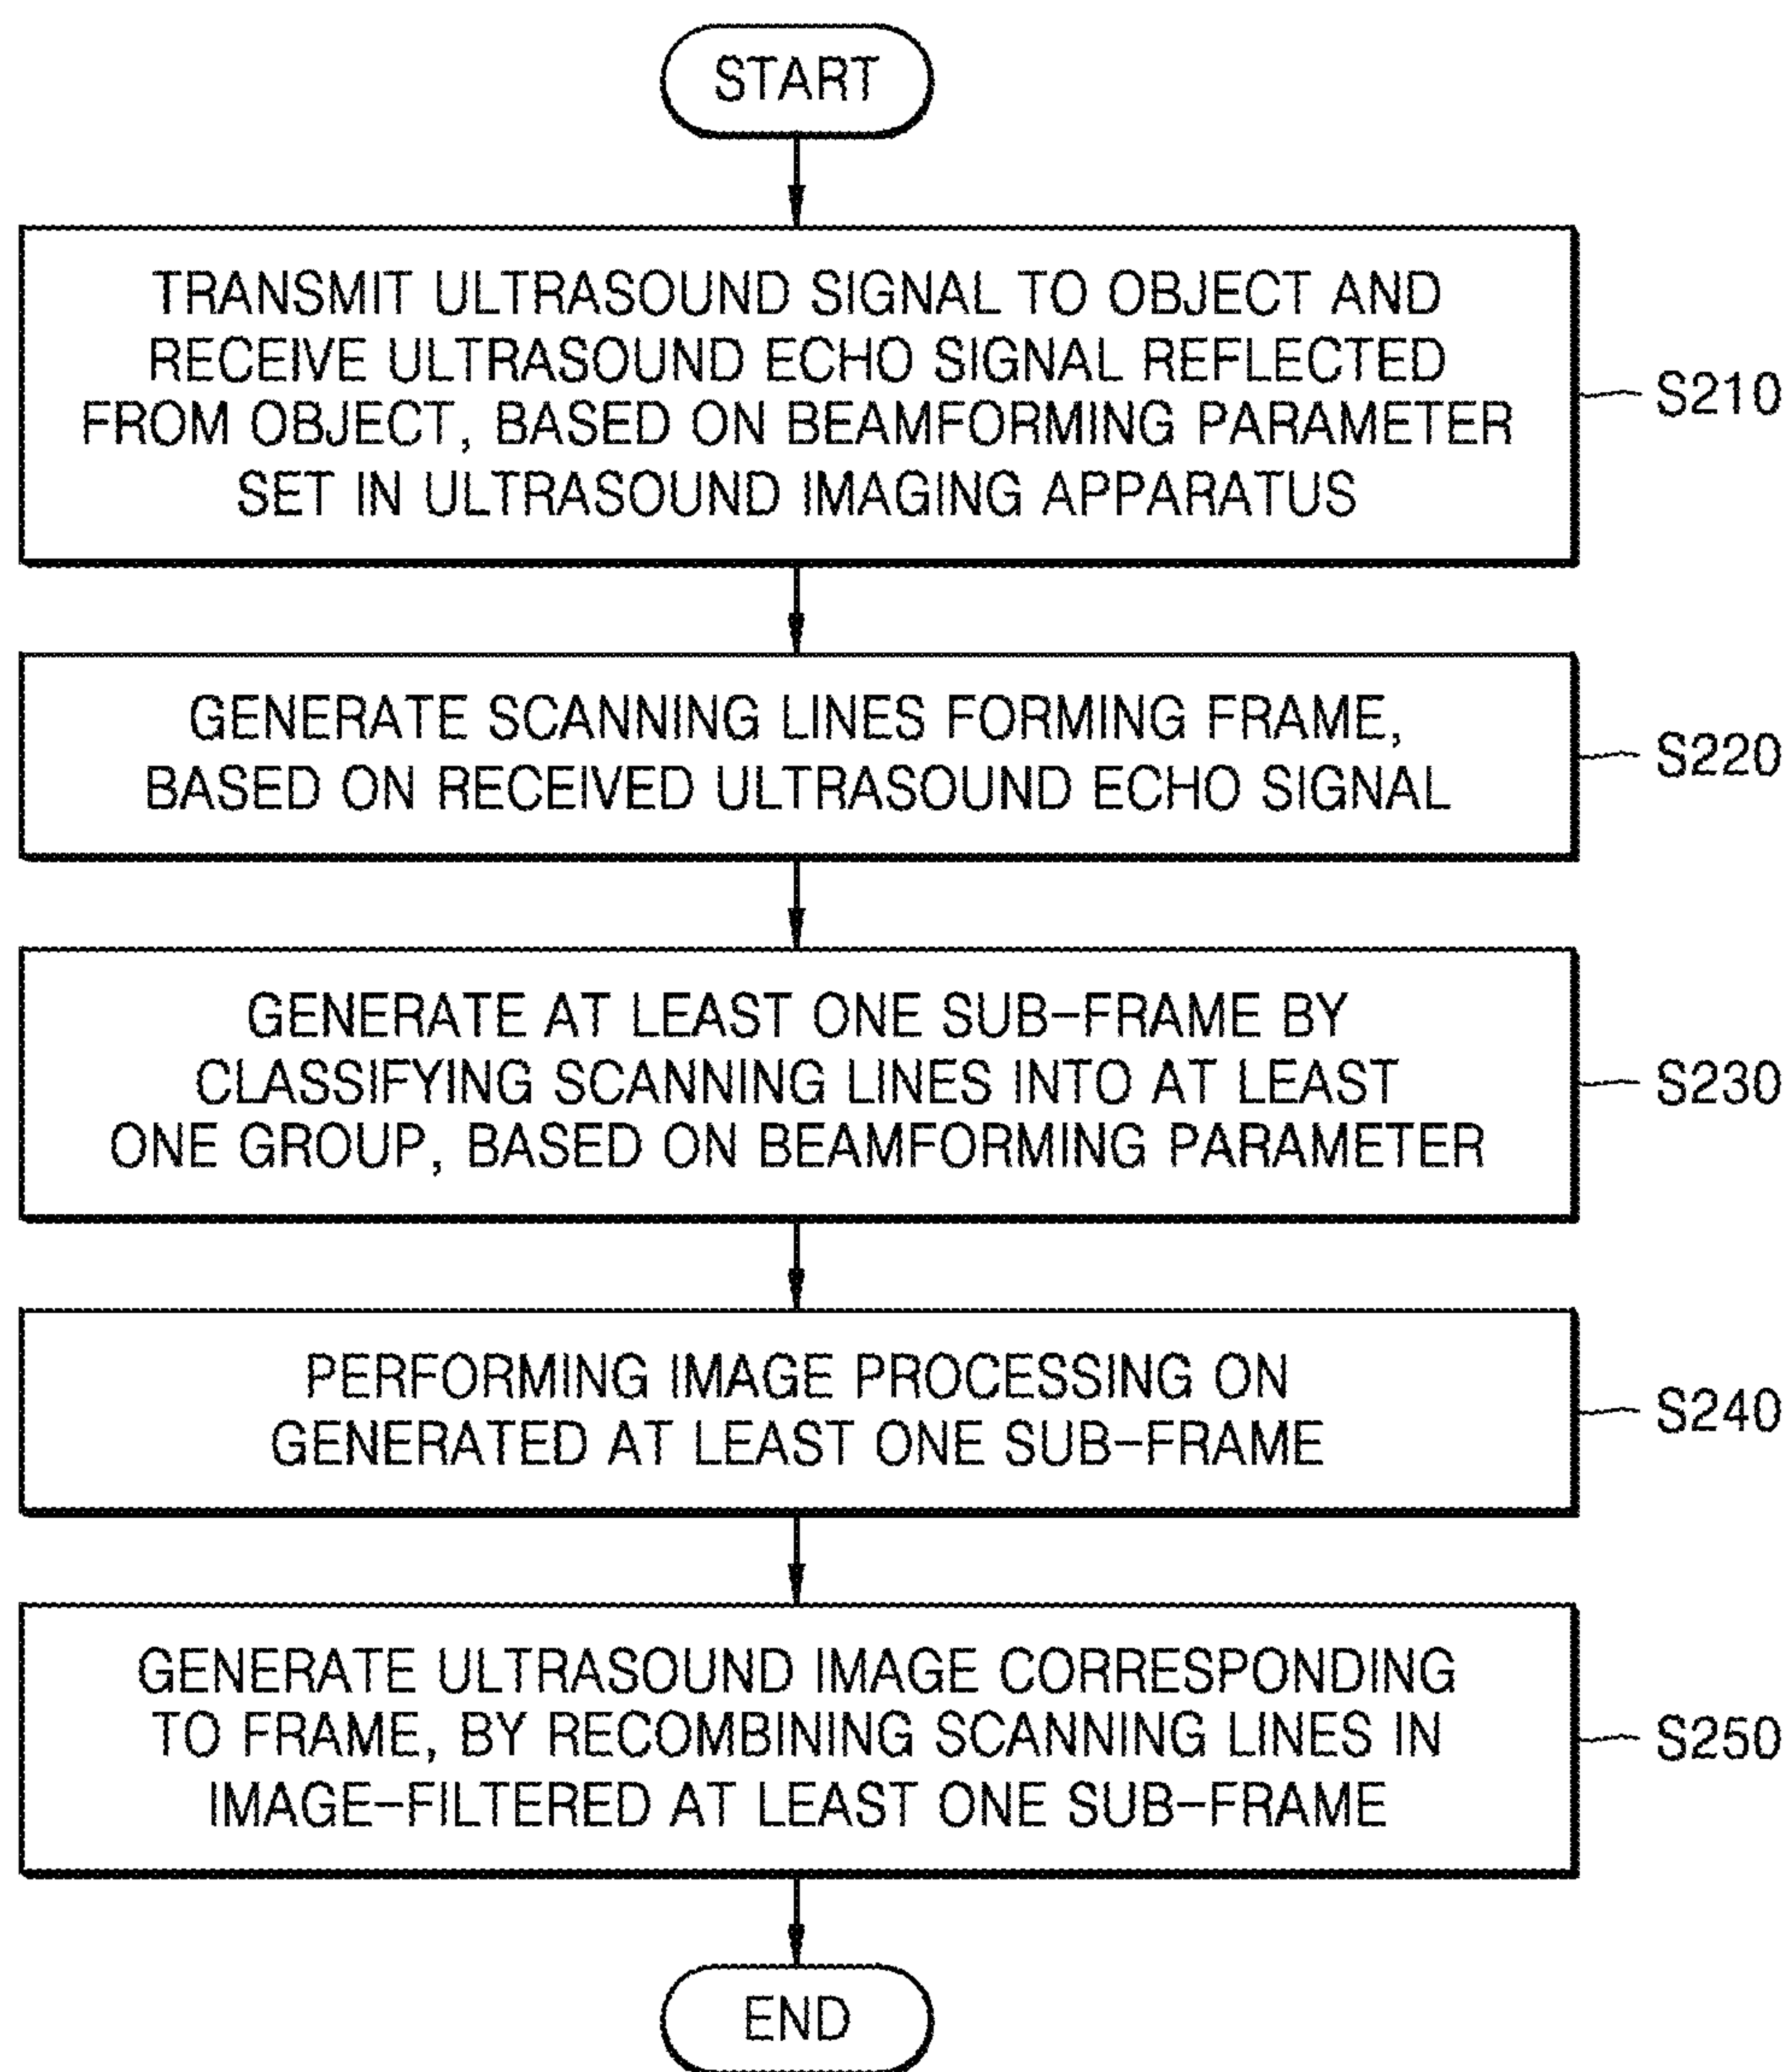 START
TRANSMIT ULTRASOUND SIGNAL TO OBJECT AND
RECEIVE ULTRASOUND ECHO SIGNAL REFLECTED
FROM OBJECT, BASED ON BEAMFORMING PARAMETER
SET IN ULTRASOUND IMAGING APPARATUS
S210
GENERATE SCANNING LINES FORMING FRAME,
BASED ON RECEIVED ULTRASOUND ECHO SIGNAL
S220
GENERATE AT LEAST ONE SUB-FRAME BY
CLASSIFYING SCANNING LINES INTO AT LEAST
ONE GROUP, BASED ON BEAMFORMING PARAMETER
S230
PERFORMING IMAGE PROCESSING ON
GENERATED AT LEAST ONE SUB-FRAME
S240
GENERATE ULTRASOUND IMAGE CORRESPONDING
TO FRAME, BY RECOMBINING SCANNING LINES IN
IMAGE-FILTERED AT LEAST ONE SUB-FRAME
S250
END